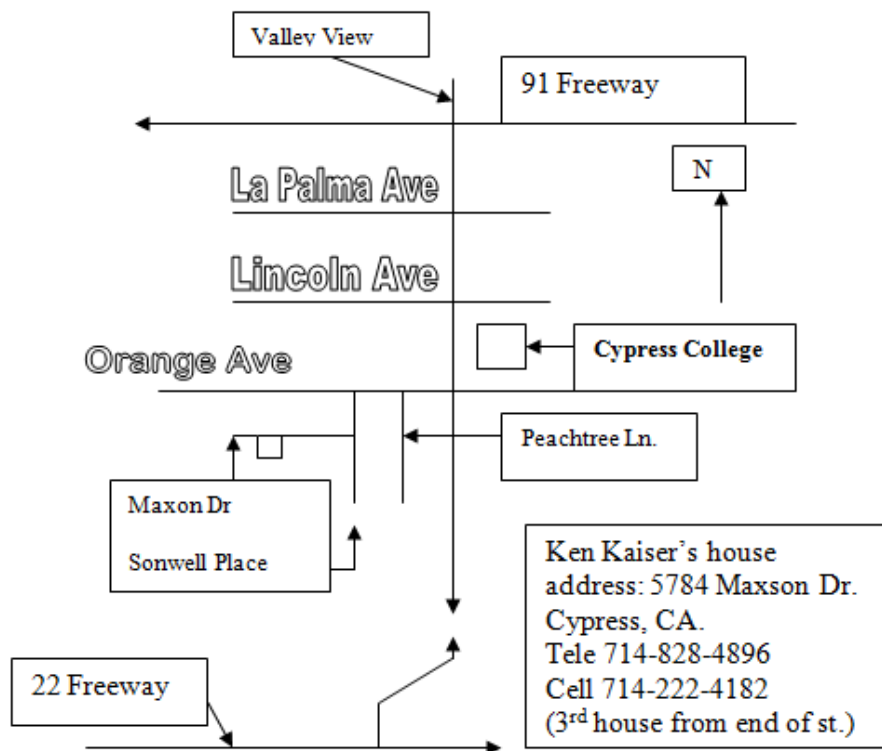 Valley View
91 Freeway
N
La Palma Ave
Lincoln Ave
Cypress College
Orange Ave
Peachtree Ln.
Maxon Dr
Sonwell Place
Ken Kaiser's house
address: 5784 Maxson Dr.
Cypress, CA.
Tele 714-828-4896
Cell 714-222-4182
(3rd house from end of st.)
22 Freeway